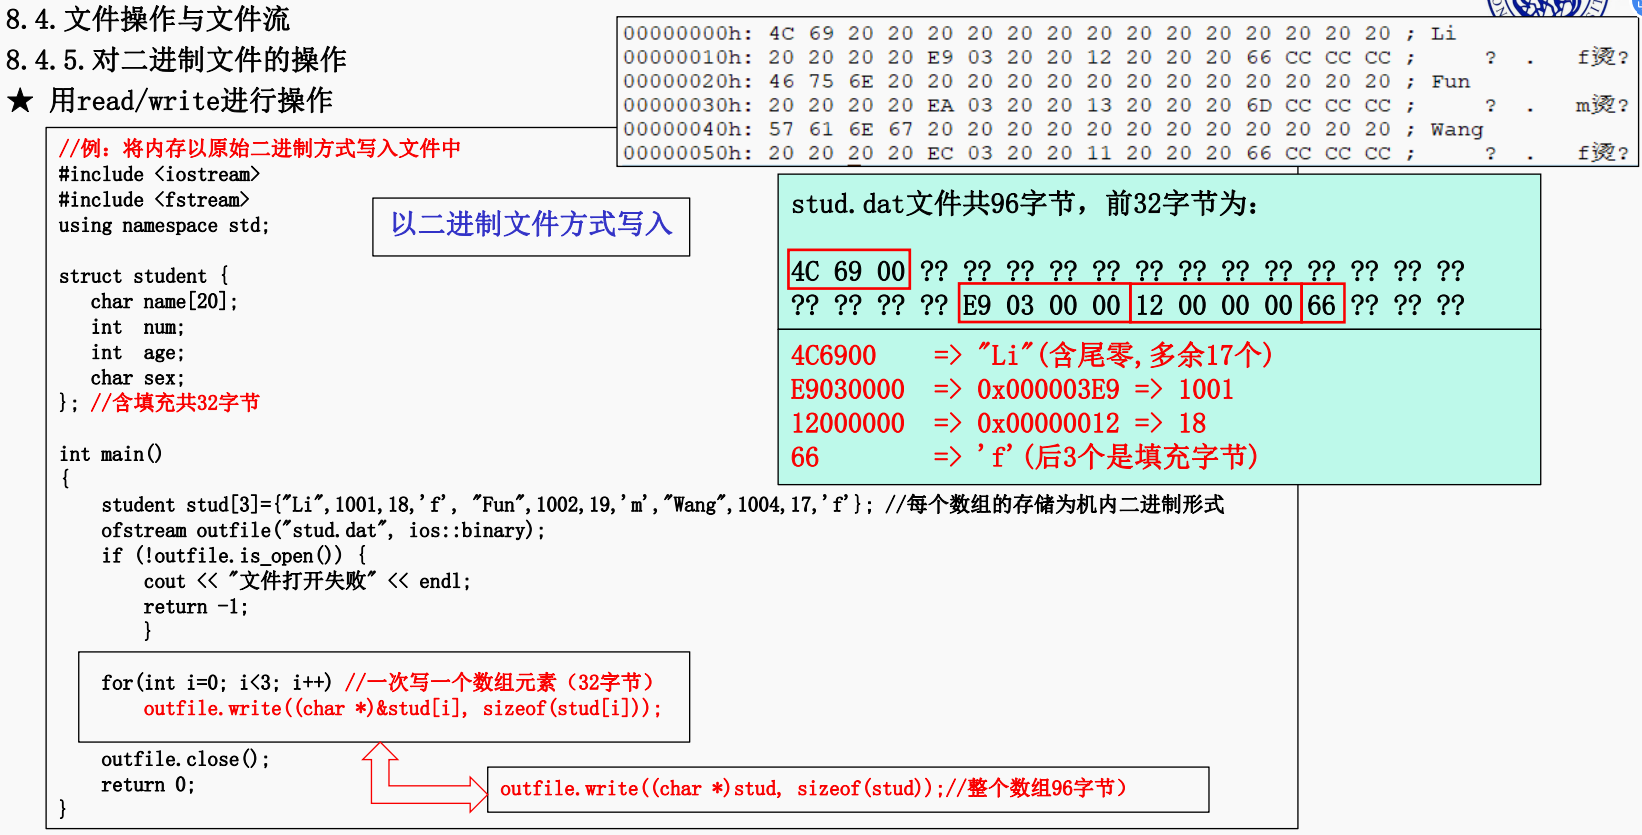 8.4.文件操作与文件流
8.4.5.对二进制文件的操作
★ 用read/write进行操作
00000000h: 4C 69 20 20 20 20 20 20 20 20 20 20 20 20 20 20 ; Li
00000010h: 20 20 20 20 E9 03 20 20 12 20 20 20 66 CC CC CC ; ? . f烫?
00000020h: 46 75 6E 20 20 20 20 20 20 20 20 20 20 20 20 20 ; Fun
00000030h: 20 20 20 20 EA 03 20 20 13 20 20 20 6D CC CC CC ; ? . m烫?
00000040h: 57 61 6E 67 20 20 20 20 20 20 20 20 20 20 20 20 ; Wang
00000050h: 20 20 20 20 EC 03 20 20 11 20 20 20 66 CC CC CC ; ? . f烫?
//例：将内存以原始二进制方式写入文件中
#include <iostream>
#include <fstream>
using namespace std;
以二进制文件方式写入
struct student {
char name[20];
int num;
int age;
char sex;
}; //含填充共32字节
stud.dat文件共96字节，前32字节为：
4C 69 00 ?? ?? ?? ?? ?? ?? ?? ?? ?? ?? ?? ?? ??
?? ?? ?? ?? E9 03 00 00 12 00 00 00 66 ?? ?? ??
4C6900 => "Li"(含尾零,多余17个)
E9030000 => 0x000003E9 => 1001
12000000 => 0x00000012 => 18
66 => 'f'(后3个是填充字节)
int main()
{
student stud[3]={"Li",1001,18,'f', "Fun",1002,19,'m',"Wang",1004,17,'f'}; //每个数组的存储为机内二进制形式
ofstream outfile("stud.dat", ios::binary);
if (!outfile.is_open()) {
cout << "文件打开失败" << endl;
return -1;
}
for(int i=0; i<3; i++) //一次写一个数组元素（32字节）
outfile.write((char *)&stud[i], sizeof(stud[i]));
outfile.close();
return 0;
}
outfile.write((char *)stud, sizeof(stud));//整个数组96字节）